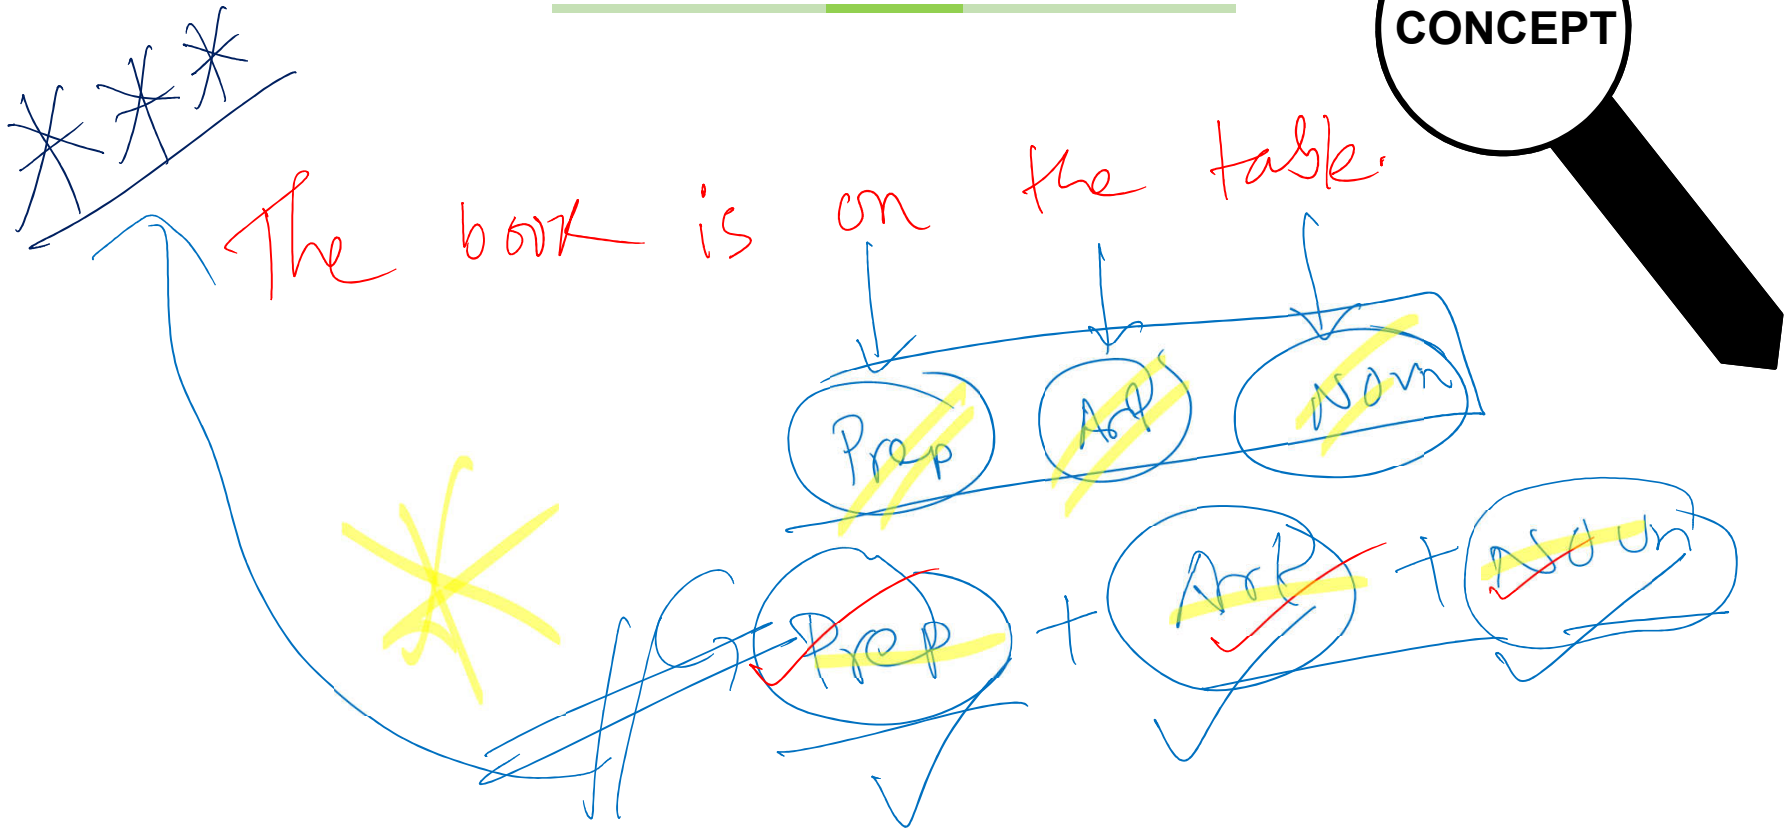 CONCEPT
The book is on the table.
Prep Art Noun
Prep + Art + Noun